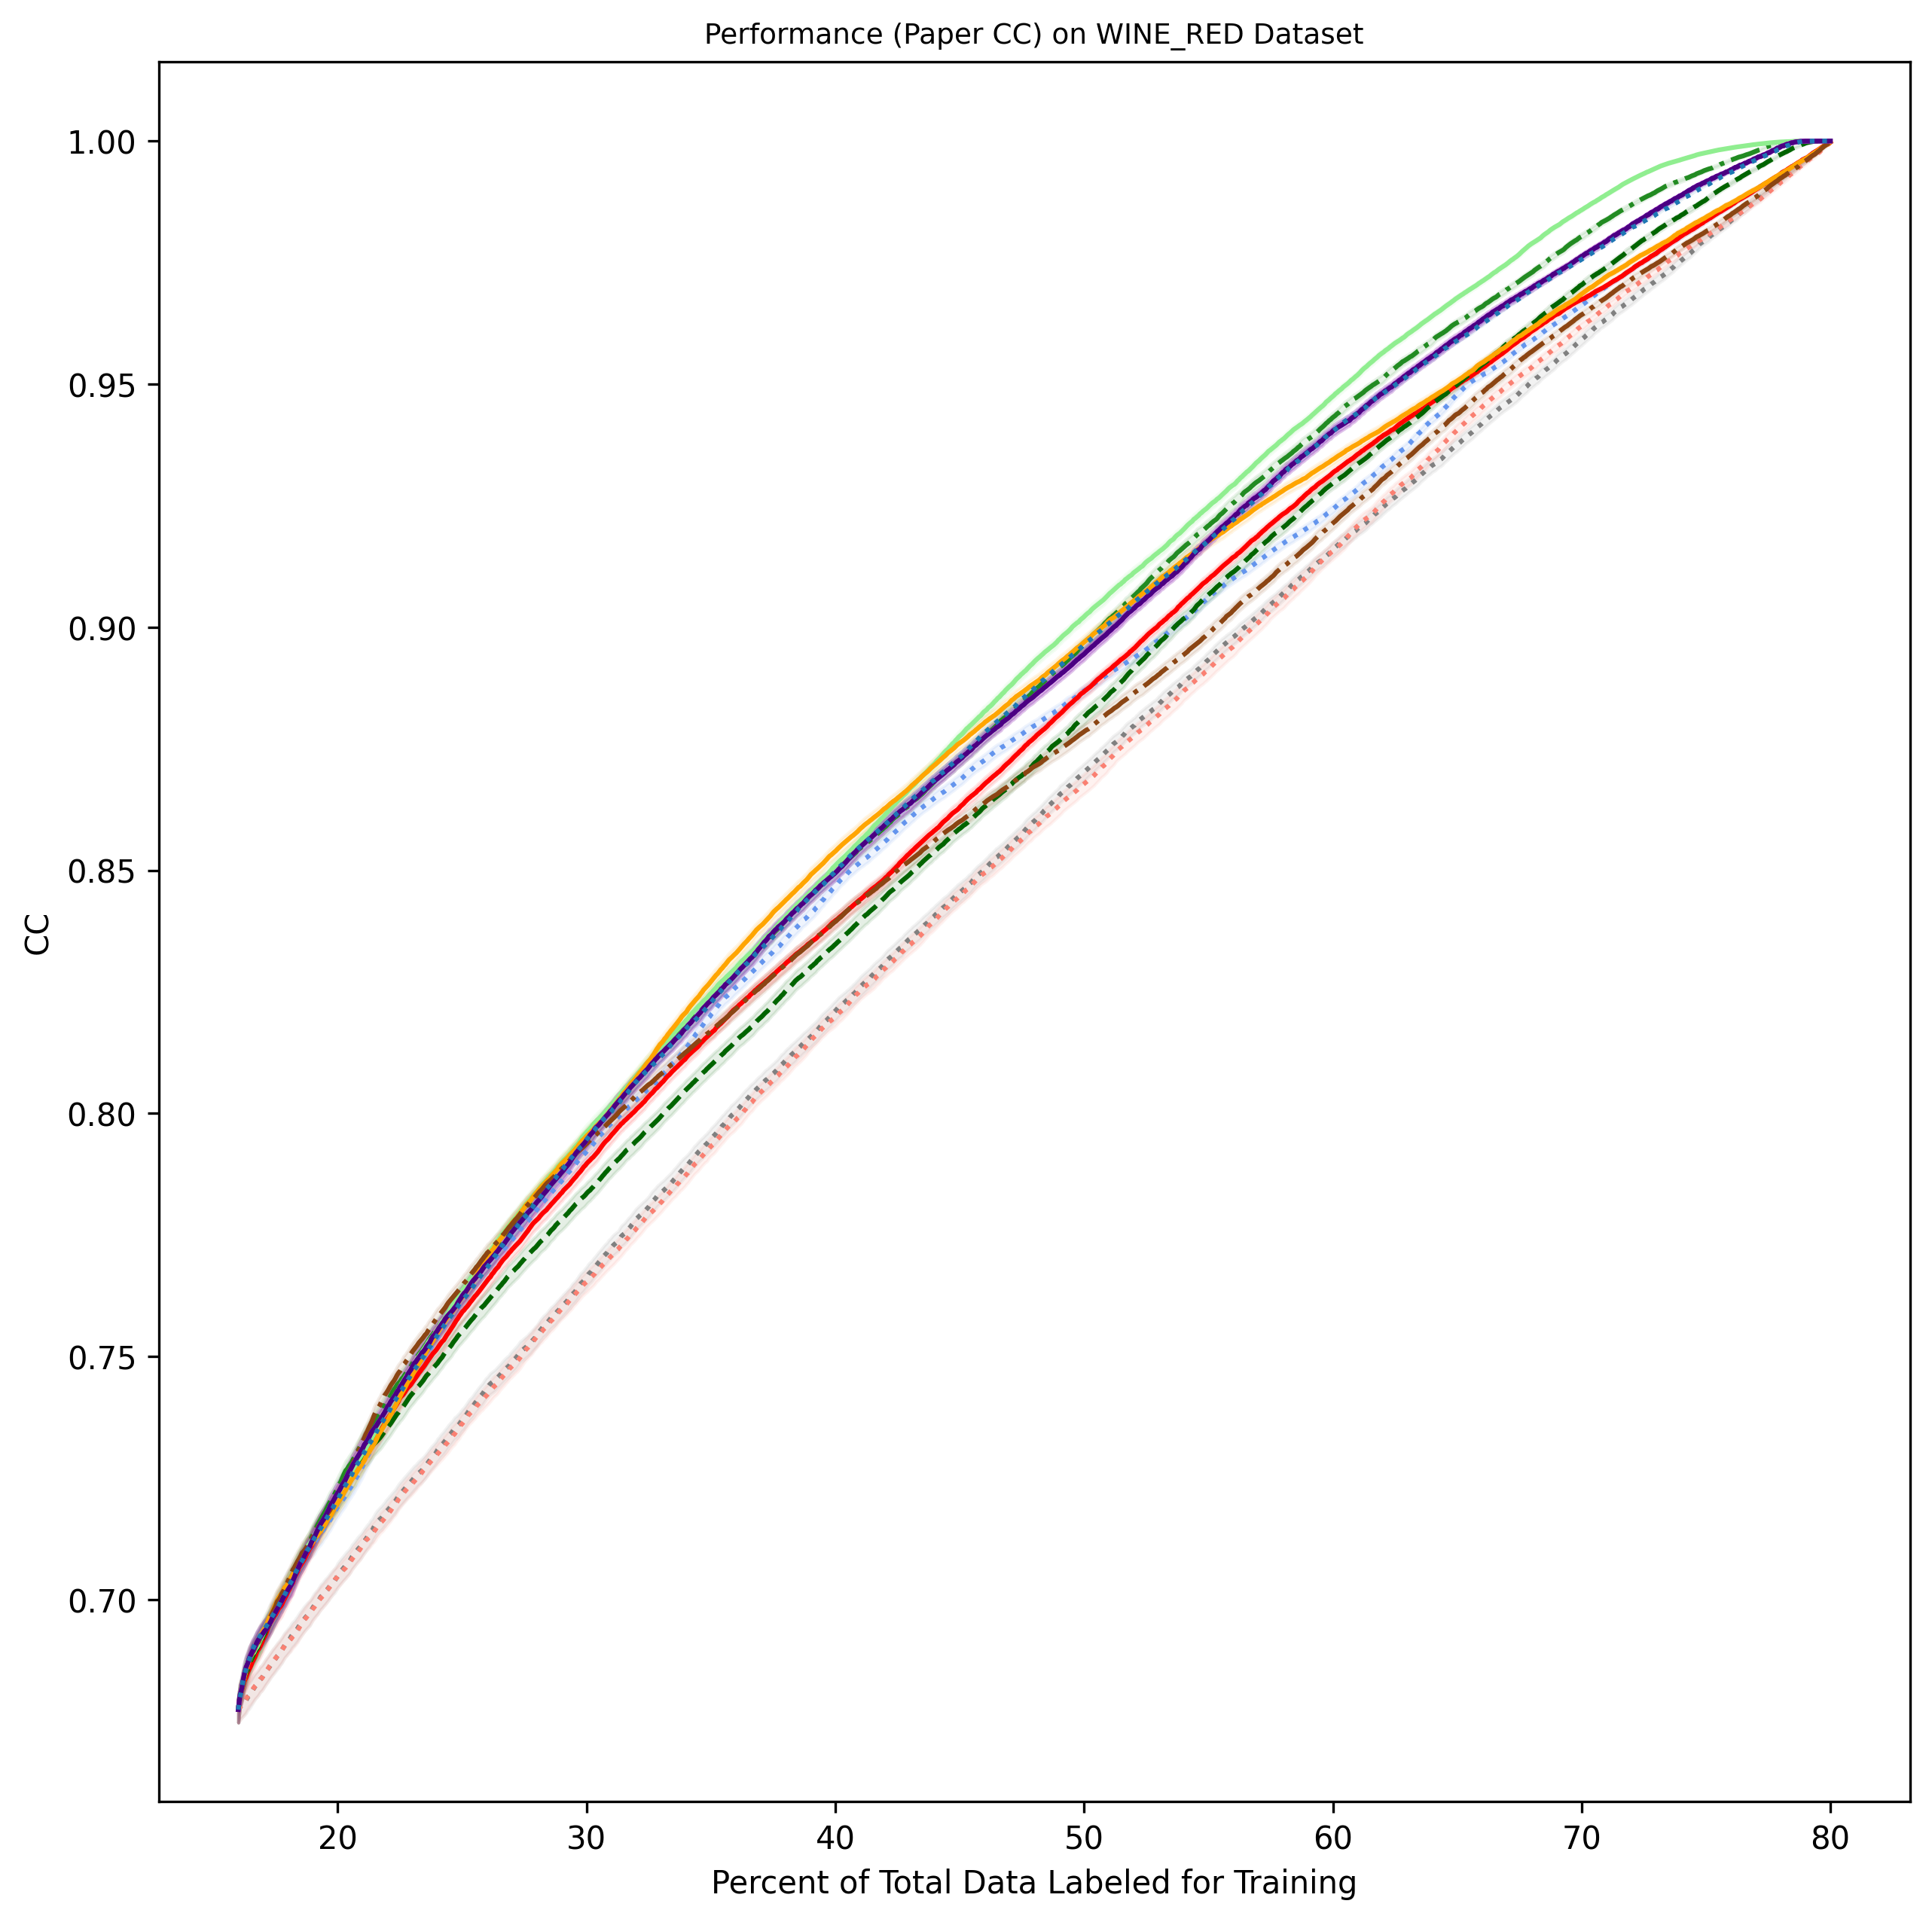 Performance (Paper CC) on WINE_RED Dataset
1.00
0.95
0.90
0.85
0.80
0.75
0.70
CC
20 30 40 50 60 70 80
Percent of Total Data Labeled for Training